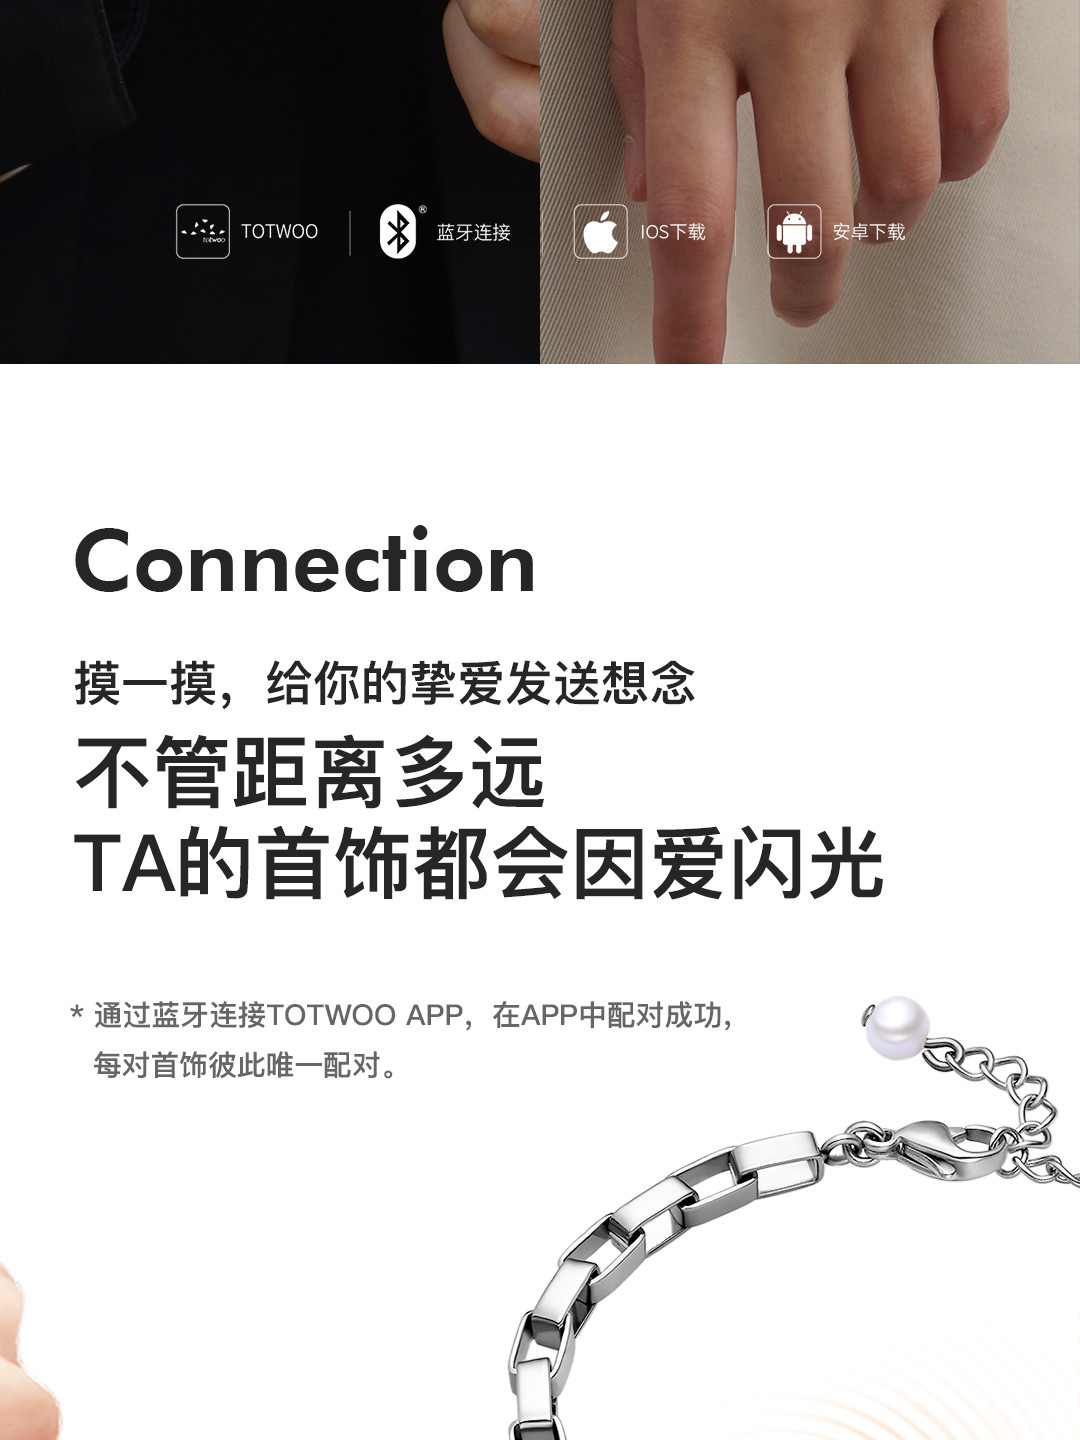 totwoo TOTWOO 蓝牙连接 IOS下载 安卓下载
Connection
摸一摸，给你的挚爱发送想念
不管距离多远
TA的首饰都会因爱闪光
* 通过蓝牙连接TOTWOO APP，在APP中配对成功，
每对首饰彼此唯一配对。